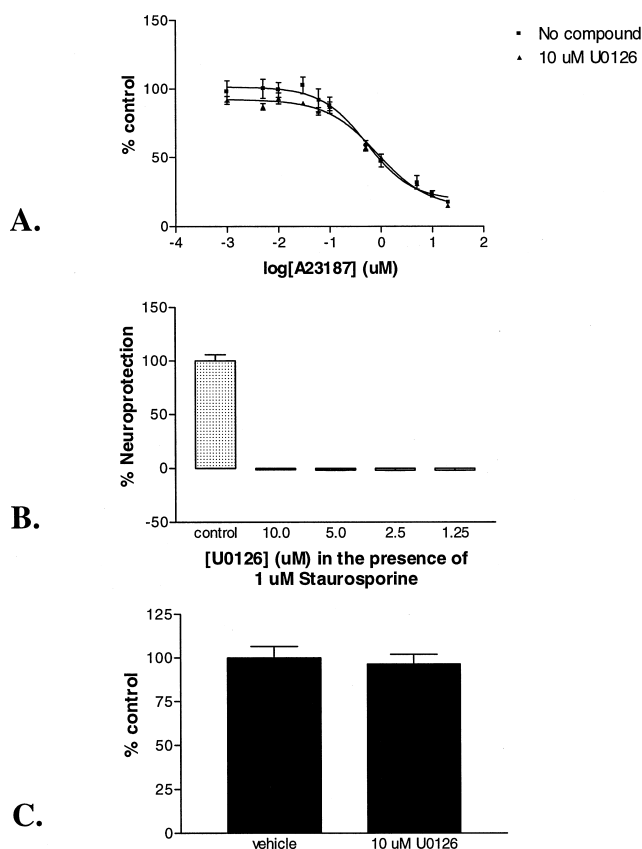 150
100
50
0
% control
-4
-3
-2
-1
0
1
2
log[A23187] (uM)
No compound
10 uM U0126
A.
150
100
50
0
-50
% Neuroprotection
control
10.0
5.0
2.5
1.25
[U0126] (uM) in the presence of
1 uM Staurosporine
B.
125
100
75
50
25
0
% control
vehicle
10 uM U0126
C.